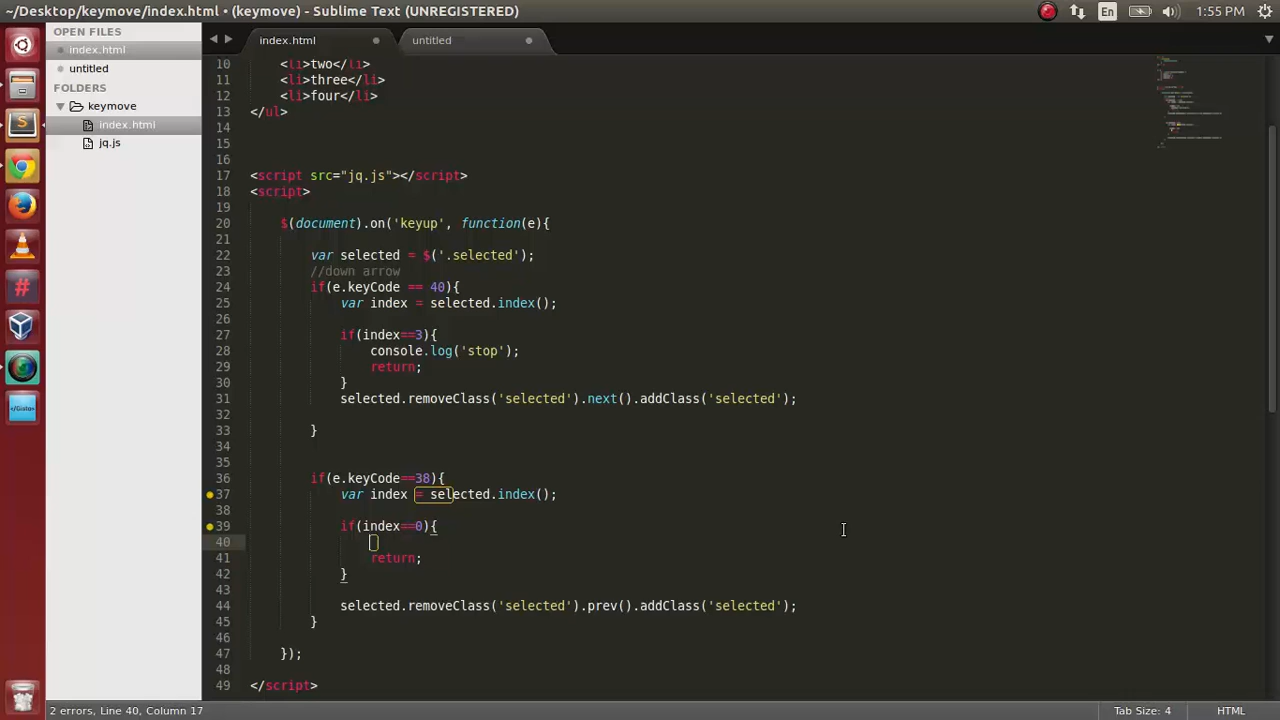 ~/Desktop/keymove/index.html • (keymove) - Sublime Text (UNREGISTERED)
En
1:55 PM
OPEN FILES
index.html
untitled
FOLDERS
keymove
index.html
jq.js
index.html
untitled
10 <li>two</li>
11 <li>three</li>
12 <li>four</li>
13 </ul>
14
15
16
17 <script src="jq.js"></script>
18 <script>
19
20 $(document).on('keyup', function(e){
21
22 var selected = $('.selected');
23 //down arrow
24 if(e.keyCode == 40){
25 var index = selected.index();
26
27 if(index==3){
28 console.log('stop');
29 return;
30 }
31 selected.removeClass('selected').next().addClass('selected');
32
33 }
34
35
36 if(e.keyCode==38){
37 var index = selected.index();
38
39 if(index==0){
40
41 return;
42 }
43
44 selected.removeClass('selected').prev().addClass('selected');
45 }
46
47 });
48
49 </script>
#
</Gisto>
2 errors, Line 40, Column 17
Tab Size: 4
HTML